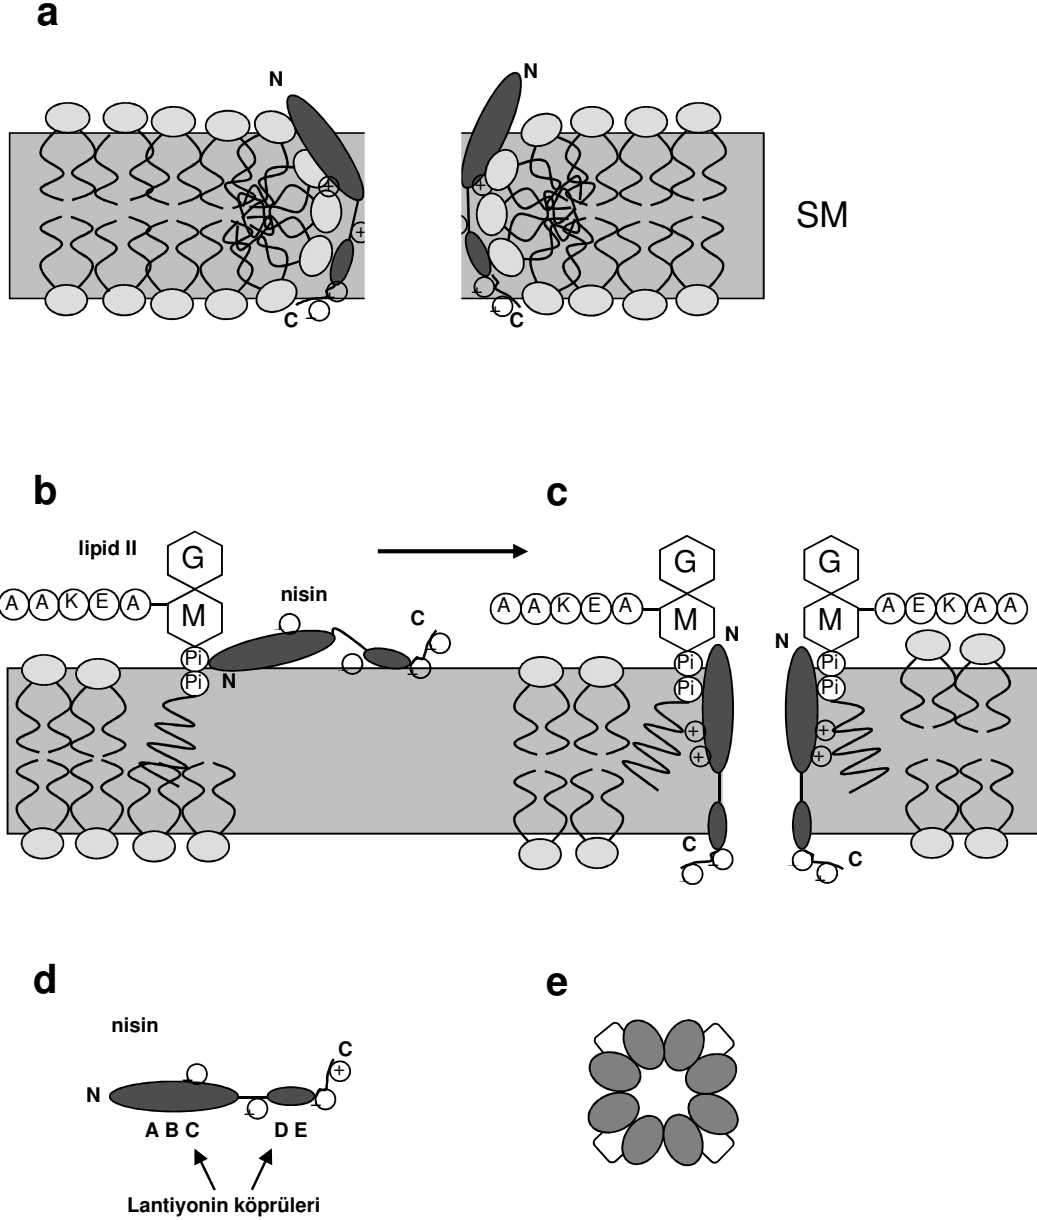 a
N
N
+
+
+
SM
C
C
b
c
lipid II
G
G
G
nisin
A A K E A
M
C
A A K E A
M
M
A E K A A
N
N
Pi
Pi
Pi
Pi
N
Pi
Pi
+
+
+
+
C
C
d
e
nisin
C
N
+
A B C
D E
Lantiyonin köprüleri